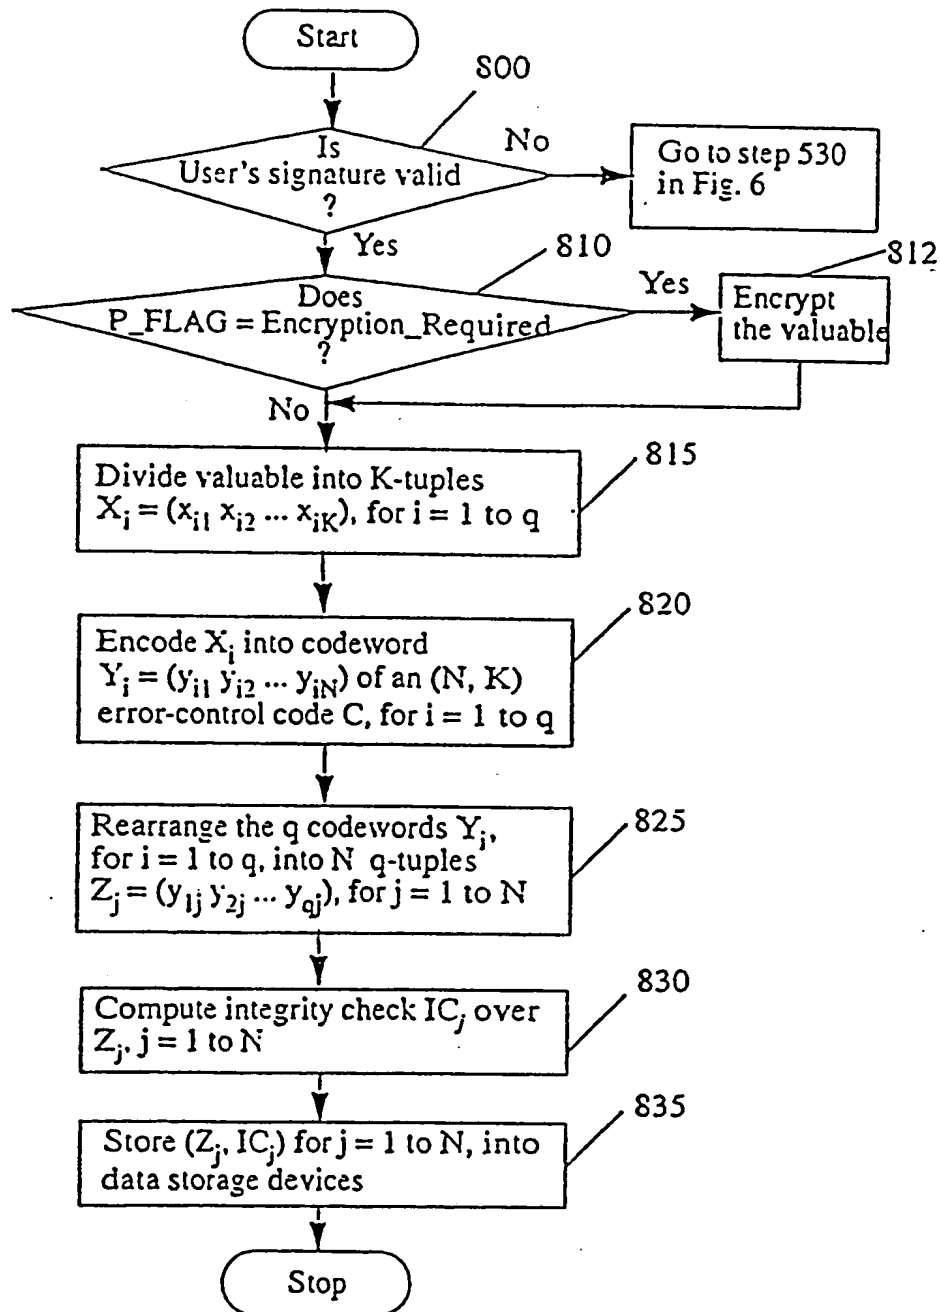 Start
800
Is
User's signature valid
?
No
Go to step 530
in Fig. 6
Yes
810
Does
P_FLAG = Encryption_Required
?
Yes
812
Encrypt
the valuable
No
815
Divide valuable into K-tuples
X_i = (x_i1 x_i2 ... x_iK), for i = 1 to q
820
Encode X_i into codeword
Y_i = (y_i1 y_i2 ... y_iN) of an (N, K)
error-control code C, for i = 1 to q
825
Rearrange the q codewords Y_i,
for i = 1 to q, into N q-tuples
Z_j = (y_1j y_2j ... y_qj), for j = 1 to N
830
Compute integrity check IC_j over
Z_j, j = 1 to N
835
Store (Z_j, IC_j) for j = 1 to N, into
data storage devices
Stop